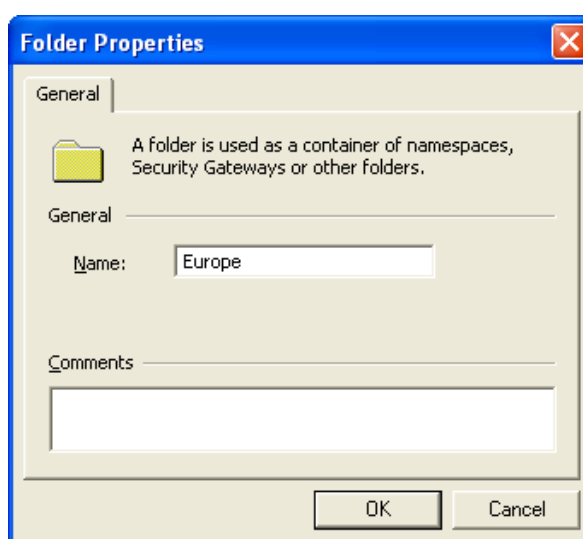 Folder Properties
General
A folder is used as a container of namespaces,
Security Gateways or other folders.
General
Name:
Europe
Comments
OK
Cancel